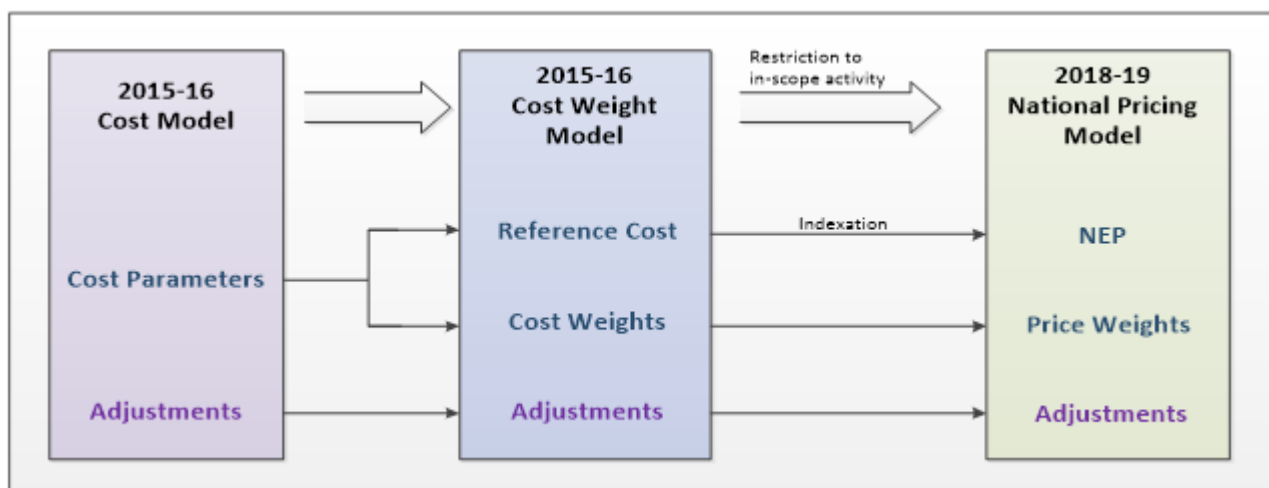 2015-16
Cost Model
Cost Parameters
Adjustments
2015-16
Cost Weight
Model
Reference Cost
Cost Weights
Adjustments
Restriction to
in-scope activity
Indexation
2018-19
National Pricing
Model
NEP
Price Weights
Adjustments